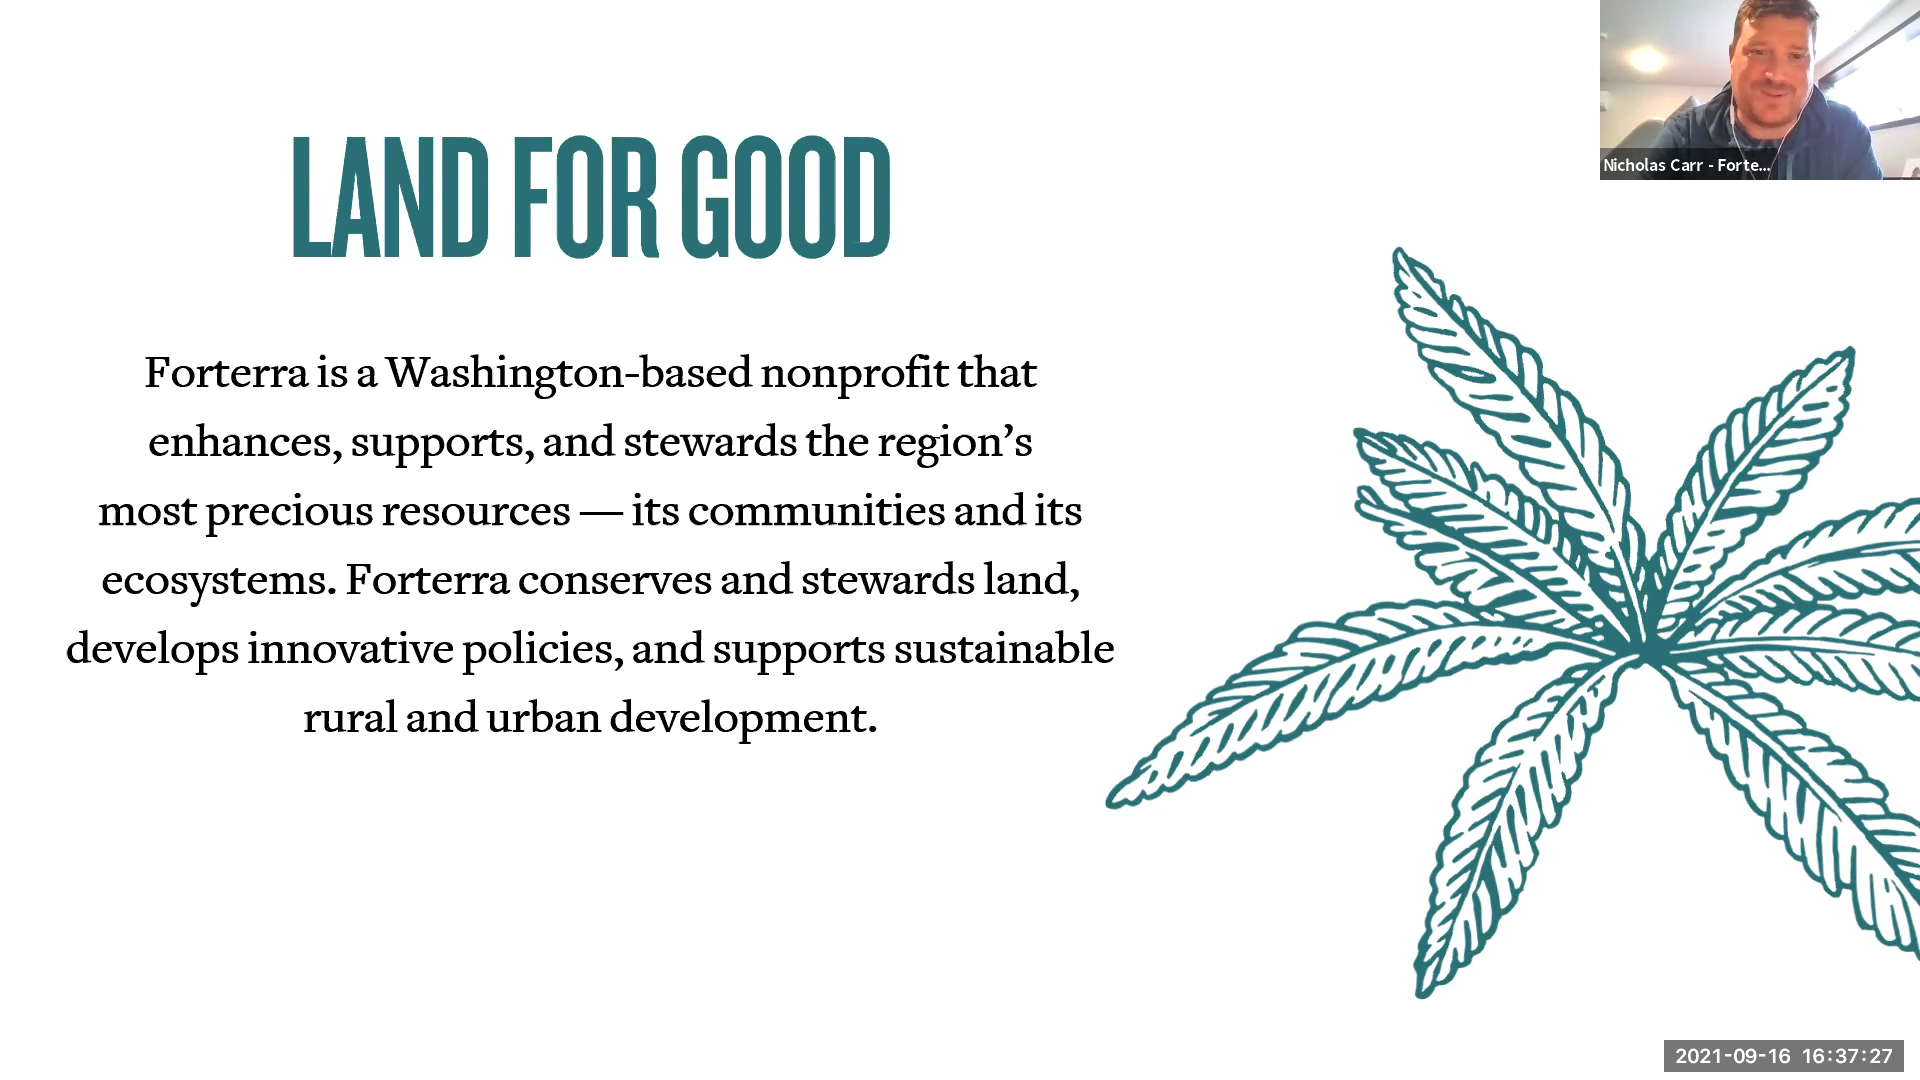 Nicholas Carr - Forte...
LAND FOR GOOD
Forterra is a Washington-based nonprofit that
enhances, supports, and stewards the region’s
most precious resources — its communities and its
ecosystems. Forterra conserves and stewards land,
develops innovative policies, and supports sustainable
rural and urban development.
2021-09-16 16:37:27